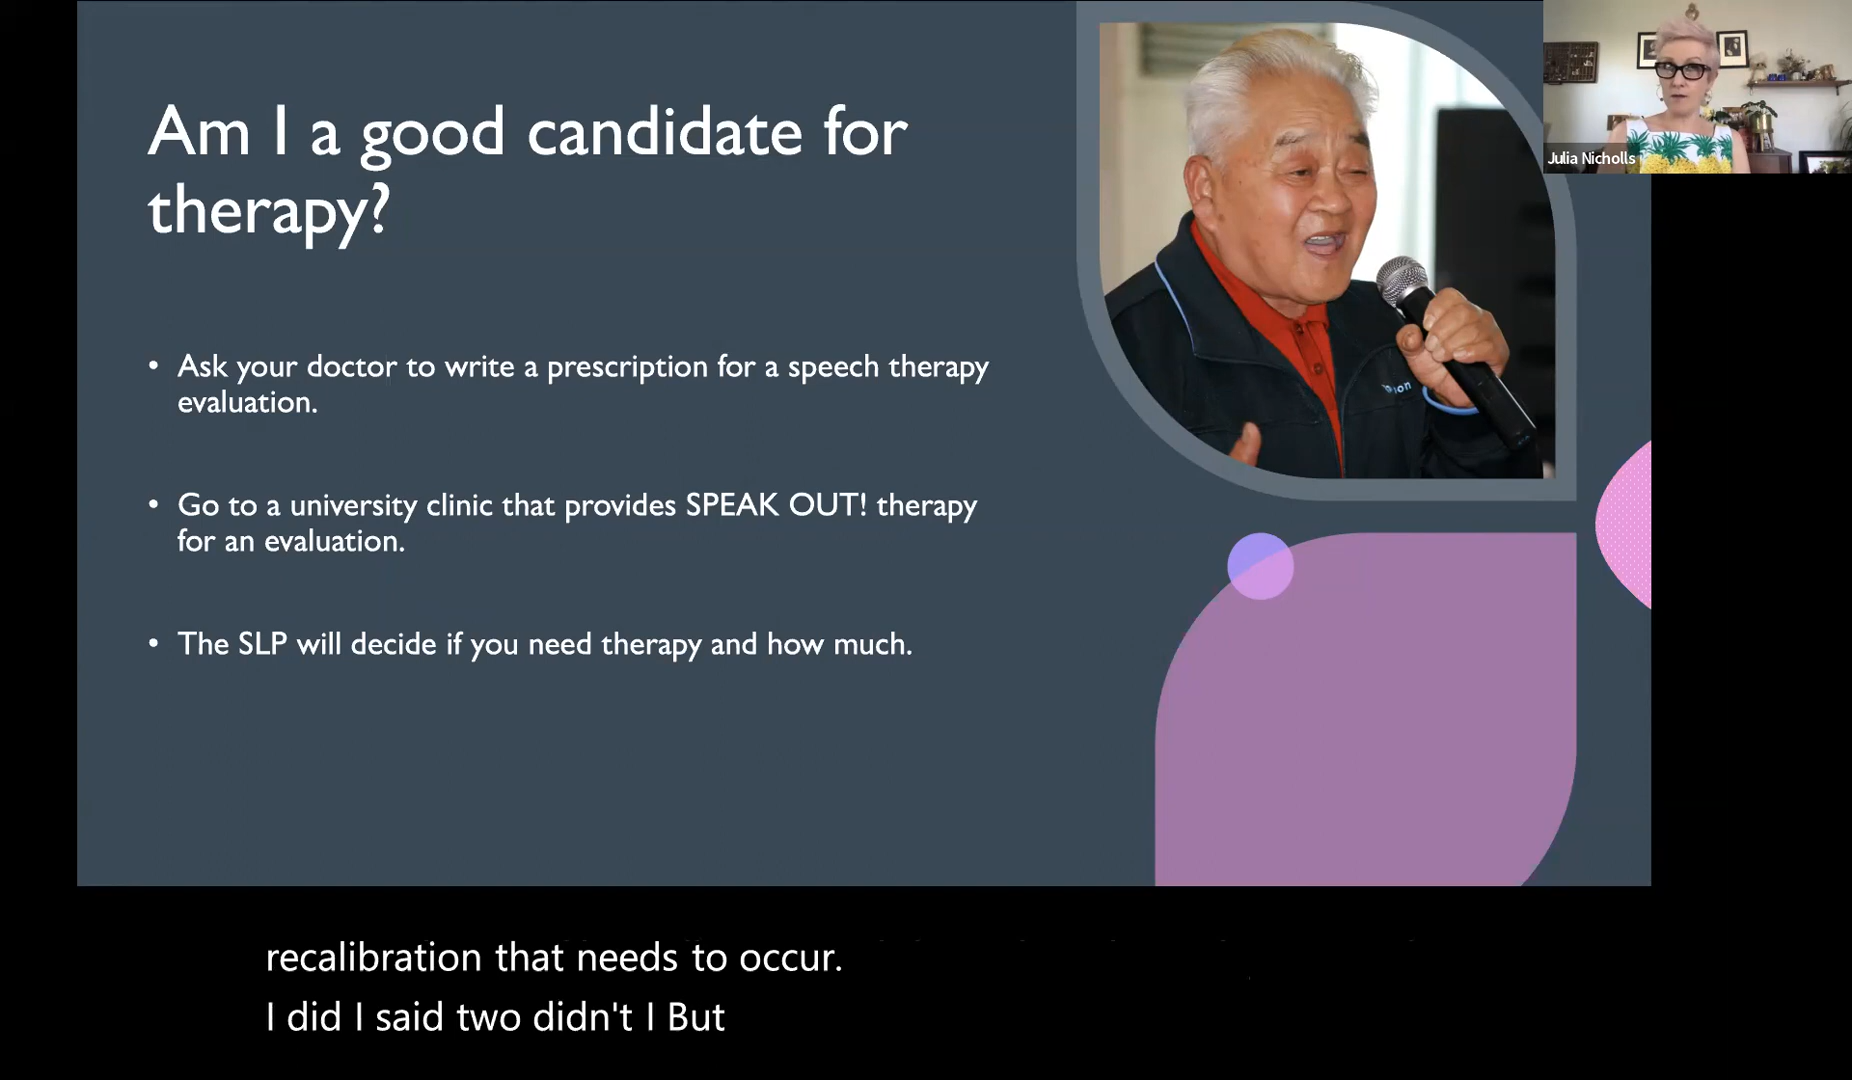 Am I a good candidate for
therapy?
• Ask your doctor to write a prescription for a speech therapy
evaluation.
• Go to a university clinic that provides SPEAK OUT! therapy
for an evaluation.
• The SLP will decide if you need therapy and how much.
Julia Nicholls
recalibration that needs to occur.
I did I said two didn't I But